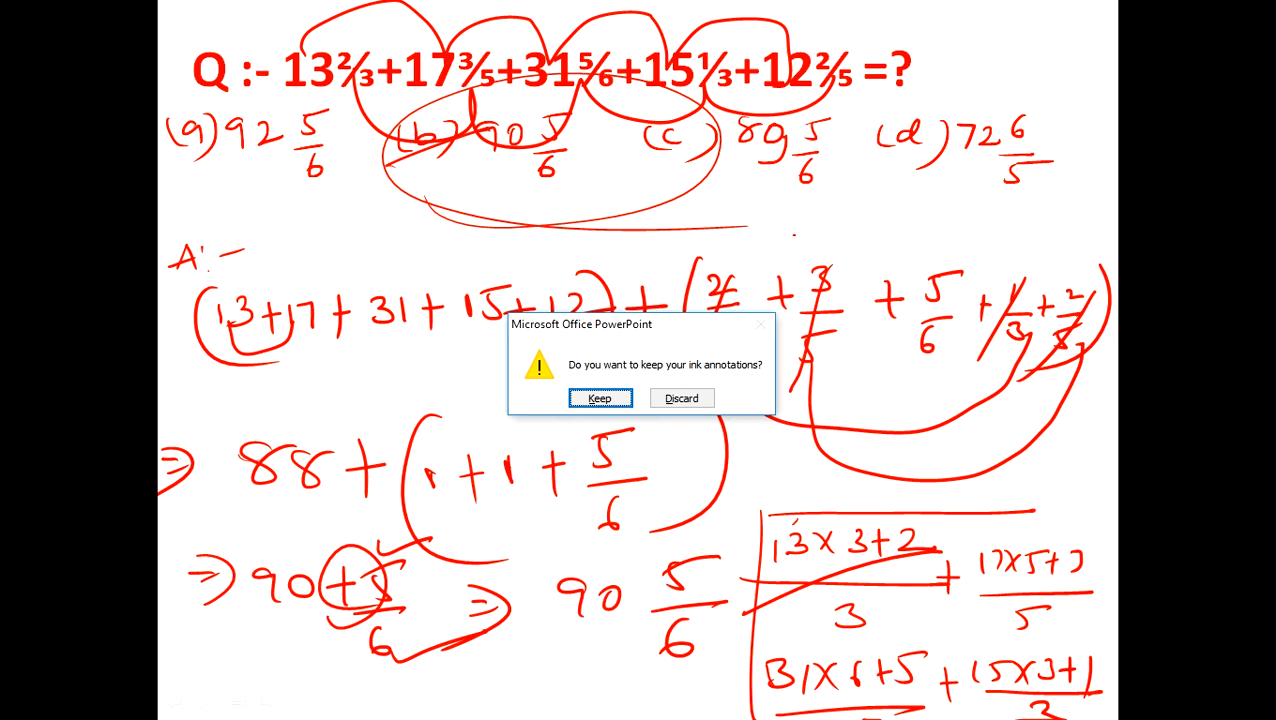 Q :- 13⅔+17⅗+31⅚+15⅓+12⅖ =?
(a) 92 5/6 (b) 90 5/6 (c) 89 5/6 (d) 72 6/5
A:-
(13+17+31+15+12)+(2/ + 3/5 + 5/6 + 1/3 + 2/5)
Microsoft Office PowerPoint
Do you want to keep your ink annotations?
Keep Discard
⇒ 88+(1+1+5/6)
⇒ 90+5/6 ⇒ 90 5/6
13×3+2/3 + 17×5+3/5
31×6+5 + 15×3+1/3